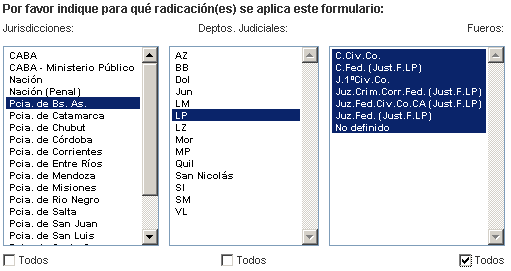 Por favor indique para qué radicación(es) se aplica este formulario:
Jurisdicciones:
CABA
CABA - Ministerio Público
Nación
Nación (Penal)
Pcia. de Bs. As.
Pcia. de Catamarca
Pcia. de Chubut
Pcia. de Córdoba
Pcia. de Corrientes
Pcia. de Entre Ríos
Pcia. de Mendoza
Pcia. de Misiones
Pcia. de Rio Negro
Pcia. de Salta
Pcia. de San Juan
Pcia. de San Luis
Todos
Deptos. Judiciales:
AZ
BB
Dol
Jun
LM
LP
LZ
Mor
MP
Quil
San Nicolás
SI
SM
VL
Todos
Fueros:
C.Civ.Co.
C.Fed. (Just.F.LP)
J.1ºCiv.Co.
Juz.Crim.Corr.Fed. (Just.F.LP)
Juz.Fed.Civ.Co.CA (Just.F.LP)
Juz.Fed. (Just.F.LP)
No definido
Todos